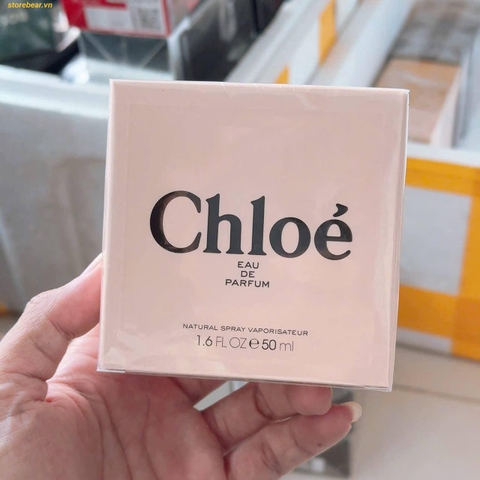 storebear.vn
Chloé
EAU
DE
PARFUM
NATURAL SPRAY VAPORISATEUR
1.6 FL OZ ℮ 50 ml